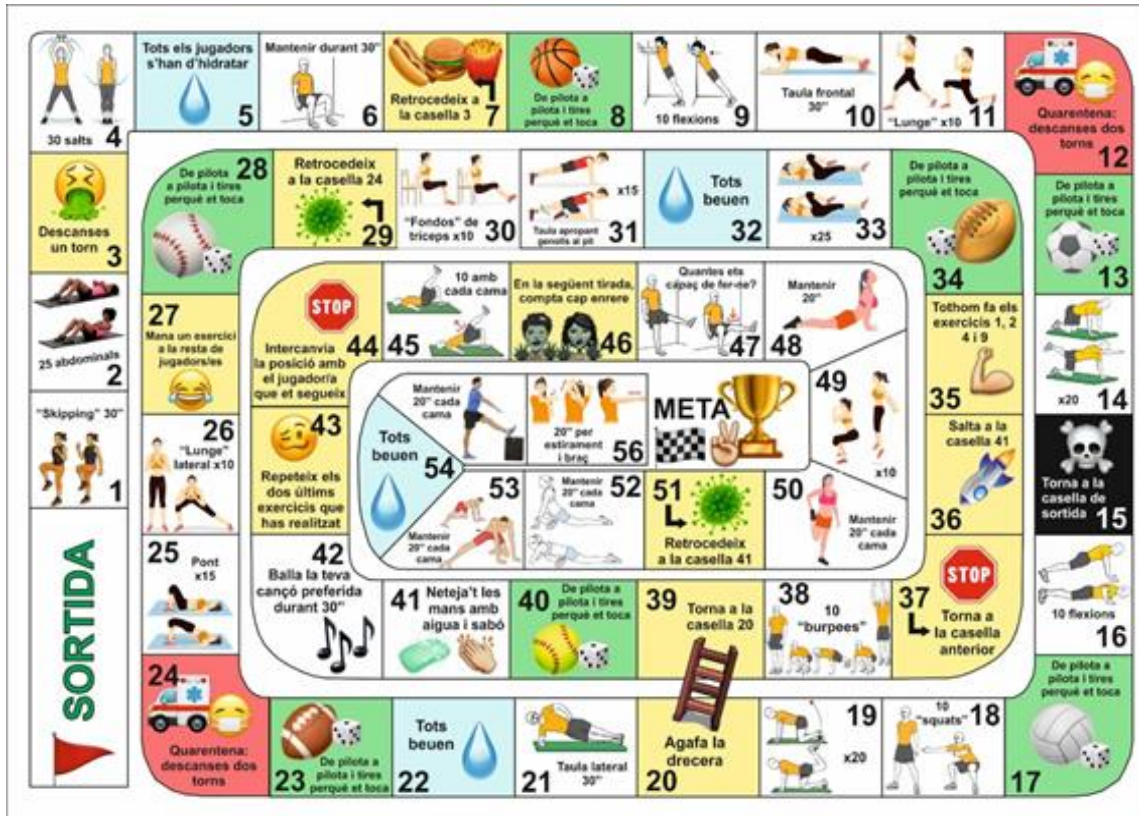 SORTIDA
"Skipping" 30"
1
25 abdominals
2
Descanses
un torn
3
30 salts
4
Tots els jugadors
s'han d'hidratar
5
Mantenir durant 30"
6
Retrocedeix a
la casella 3
7
De pilota a
pilota i tires
perquè et toca
8
10 flexions
9
Taula frontal
30"
10
"Lunge" x10
11
Quarentena:
descanses dos
torns
12
De pilota a
pilota i tires
perquè et toca
13
x20
14
Torna a la
casella de
sortida
15
10 flexions
16
De pilota a
pilota i tires
perquè et toca
17
10
"squats"
18
19
x20
Agafa la
drecera
20
Taula lateral
30"
21
Tots
beuen
22
De pilota a
pilota i tires
perquè et toca
23
24
Quarentena:
descanses dos
torns
25
Pont
x15
26
"Lunge"
lateral x10
27
Mana un exercici
a la resta de
jugadors/es
28
De pilota
a pilota i tires
perquè et toca
Retrocedeix
a la casella 24
29
"Fondos" de
tríceps x10
30
x15
Taula apropant
genolls al pit
31
Tots
beuen
32
x25
33
De pilota a
pilota i tires
perquè et toca
34
Tothom fa els
exercicis 1, 2
4 i 9
35
Salta a la
casella 41
36
37
STOP
Torna a
la casella
anterior
38
10
"burpees"
39
Torna a la
casella 20
40
De pilota a
pilota i tires
perquè et toca
41
Neteja't les
mans amb
aigua i sabó
42
Balla la teva
cançó preferida
durant 30"
43
Repeteix els
dos últims
exercicis que
has realitzat
STOP
44
Intercanvia
la posició amb
el jugador/a
que et segueix
10 amb
cada cama
45
En la següent tirada,
compta cap enrere
46
Quantes ets
capaç de fer-ne?
47
Mantenir
20"
48
49
x10
50
Mantenir
20" cada
cama
51
Retrocedeix
a la casella 41
52
Mantenir
20" cada
cama
53
Mantenir
20" cada
cama
Tots
beuen
54
Mantenir
20" cada
cama
20" per
estirament
i braç
56
META